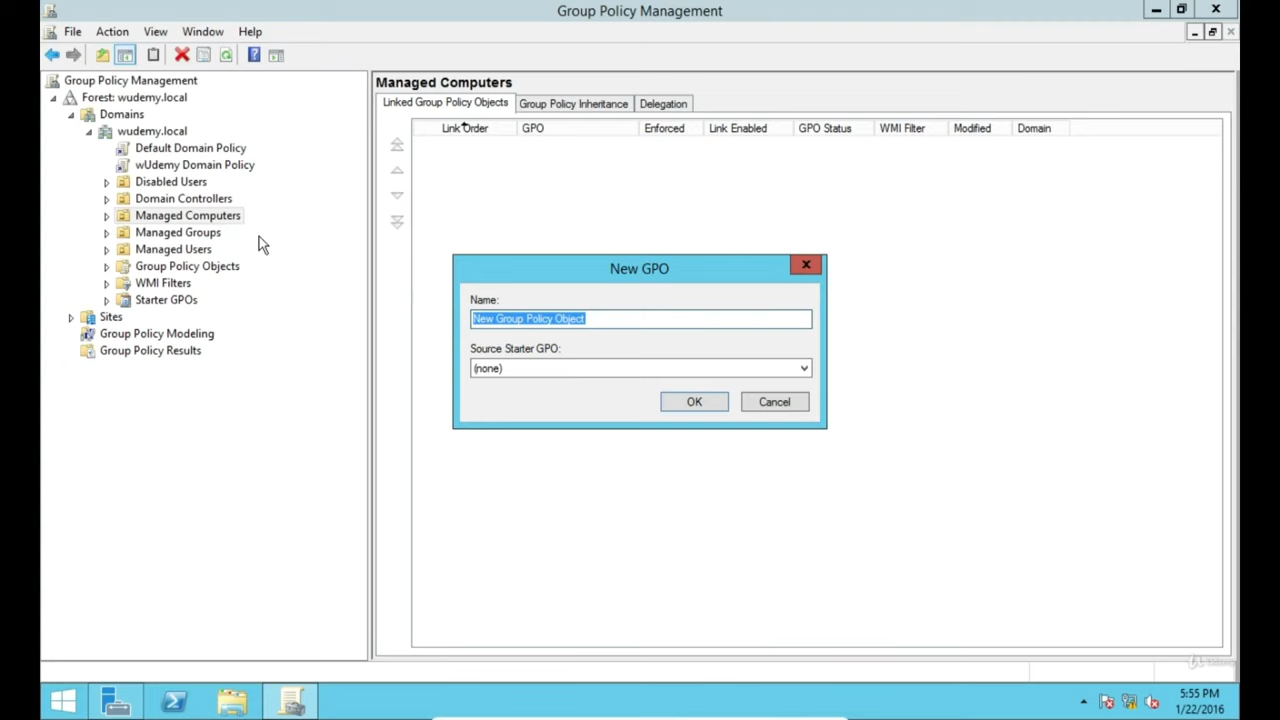 Group Policy Management
File Action View Window Help
Group Policy Management
Forest: wudemy.local
Domains
wudemy.local
Default Domain Policy
wUdemy Domain Policy
Disabled Users
Domain Controllers
Managed Computers
Managed Groups
Managed Users
Group Policy Objects
WMI Filters
Starter GPOs
Sites
Group Policy Modeling
Group Policy Results
Managed Computers
Linked Group Policy Objects Group Policy Inheritance Delegation
Link Order GPO Enforced Link Enabled GPO Status WMI Filter Modified Domain
New GPO
Name:
New Group Policy Object
Source Starter GPO:
(none)
OK Cancel
Udemy
5:55 PM
1/22/2016